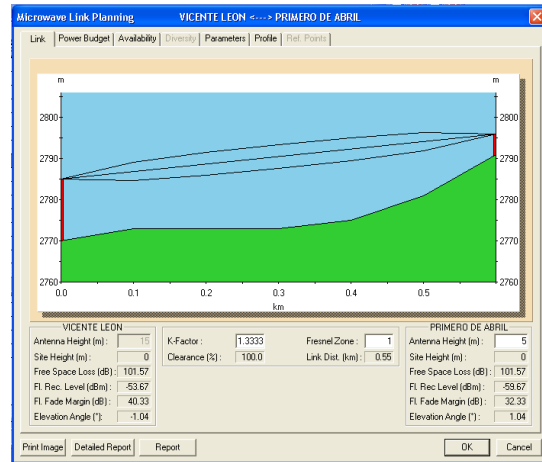 Microwave Link Planning VICENTE LEON <---> PRIMERO DE ABRIL
Link Power Budget Availability Diversity Parameters Profile Ref. Points
m m
2800 2800
2790 2790
2780 2780
2770 2770
2760 2760
0.0 0.1 0.2 0.3 0.4 0.5
km
VICENTE LEON
Antenna Height (m) : 15
Site Height (m) : 0
Free Space Loss (dB) : 101.57
Fl. Rec. Level (dBm) : -53.67
Fl. Fade Margin (dB) : 40.33
Elevation Angle (°): -1.04
K-Factor : 1.3333 Fresnel Zone : 1
Clearance (%) : 100.0 Link Dist. (km) : 0.55
PRIMERO DE ABRIL
Antenna Height (m) : 5
Site Height (m) : 0
Free Space Loss (dB) : 101.57
Fl. Rec. Level (dBm) : -59.67
Fl. Fade Margin (dB) : 32.33
Elevation Angle (°) : 1.04
Print Image Detailed Report Report OK Cancel